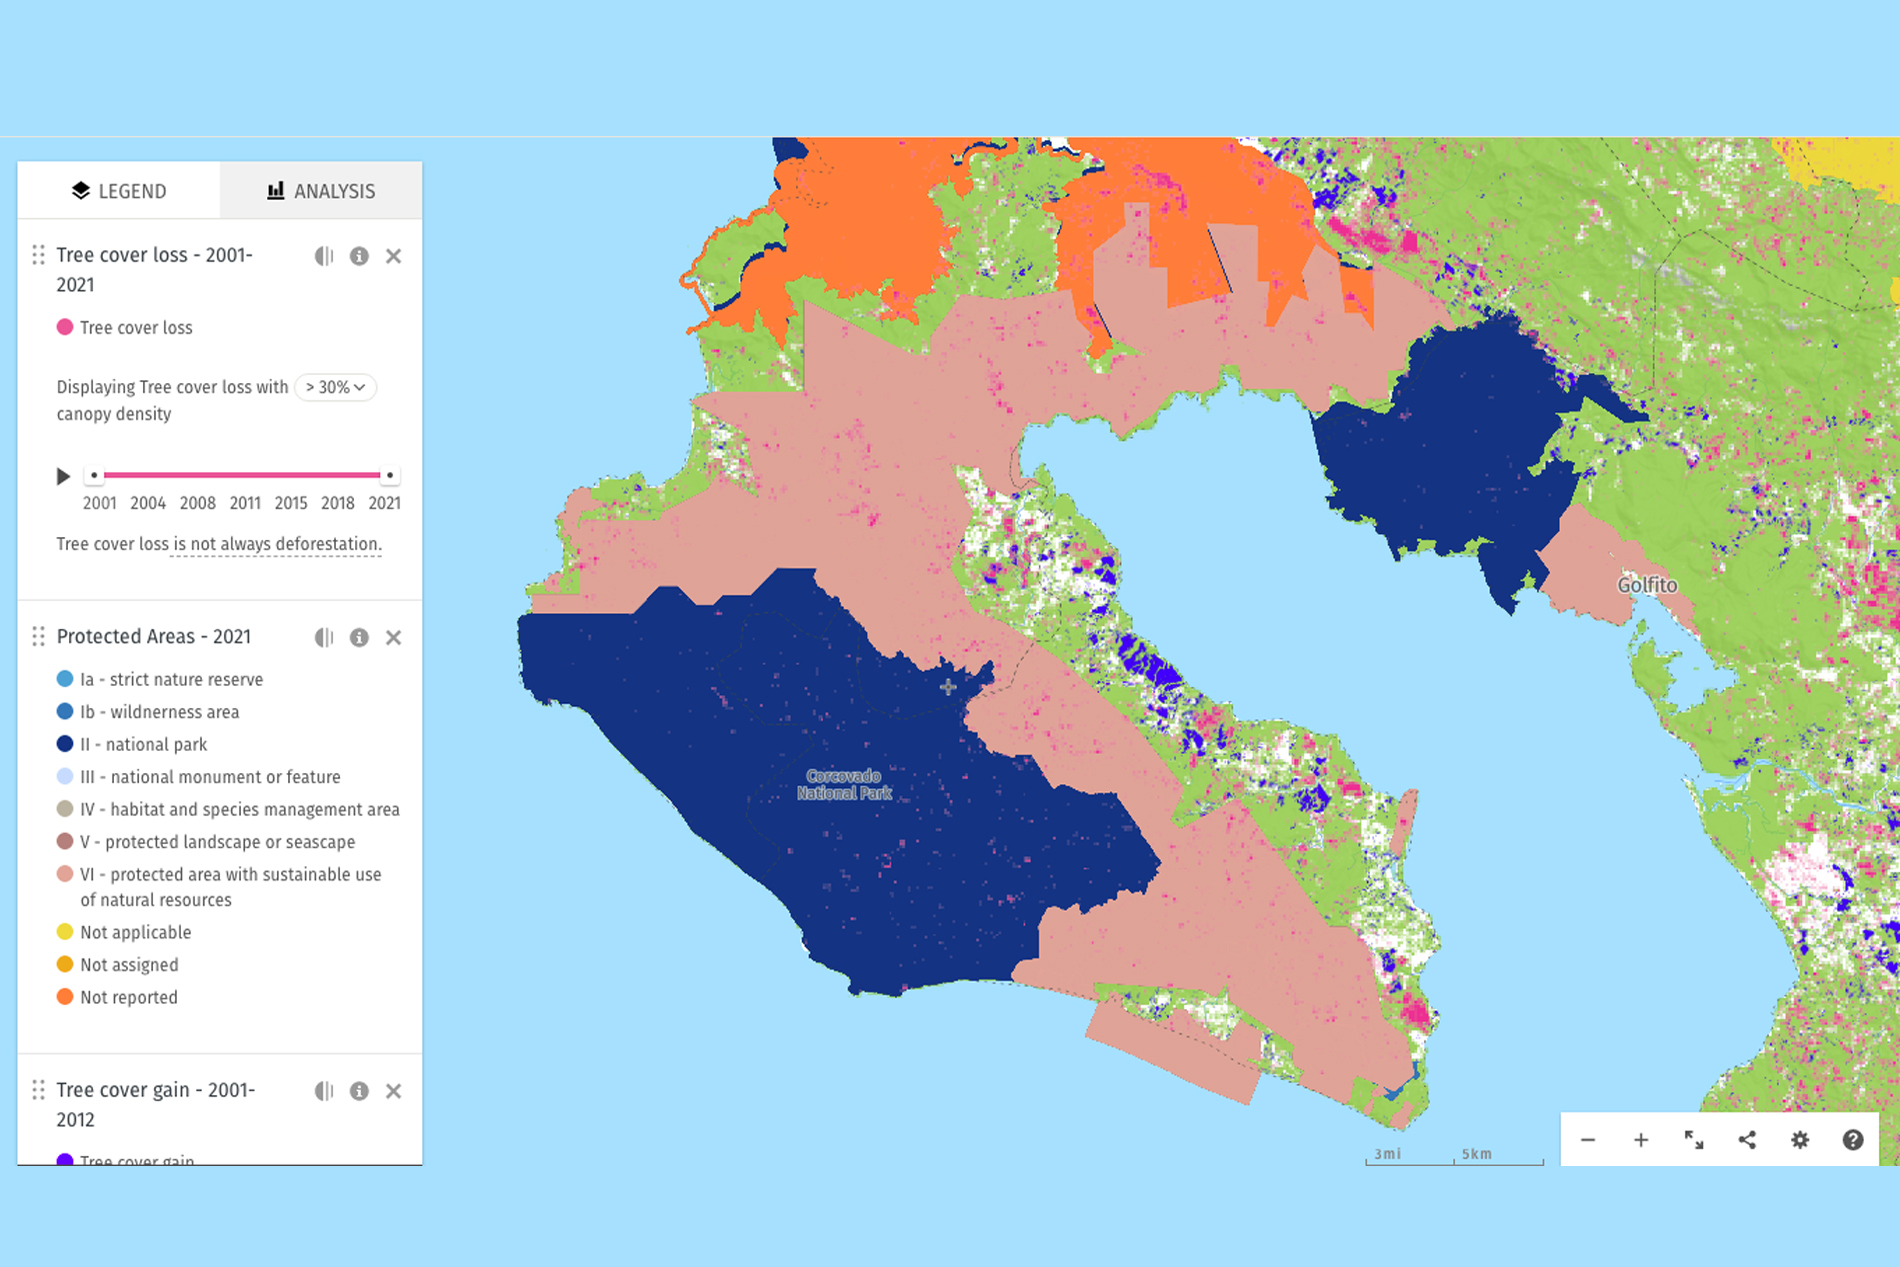 LEGEND
ANALYSIS
Tree cover loss - 2001-
2021
Tree cover loss
Displaying Tree cover loss with > 30%
canopy density
2001 2004 2008 2011 2015 2018 2021
Tree cover loss is not always deforestation.
Protected Areas - 2021
Ia - strict nature reserve
Ib - wildnerness area
II - national park
III - national monument or feature
IV - habitat and species management area
V - protected landscape or seascape
VI - protected area with sustainable use
of natural resources
Not applicable
Not assigned
Not reported
Tree cover gain - 2001-
2012
Tree cover gain
Golfito
Corcovado
National Park
3mi 5km